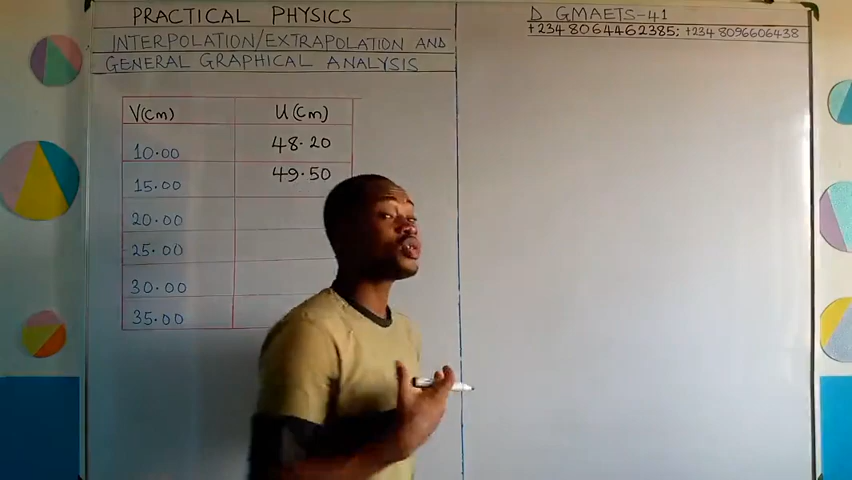 PRACTICAL PHYSICS
INTERPOLATION/EXTRAPOLATION AND
GENERAL GRAPHICAL ANALYSIS
D GMAETS-41
+234 8064462385; +234 8096606438
V(cm) U(cm)
10.00 48.20
15.00 49.50
20.00
25.00
30.00
35.00